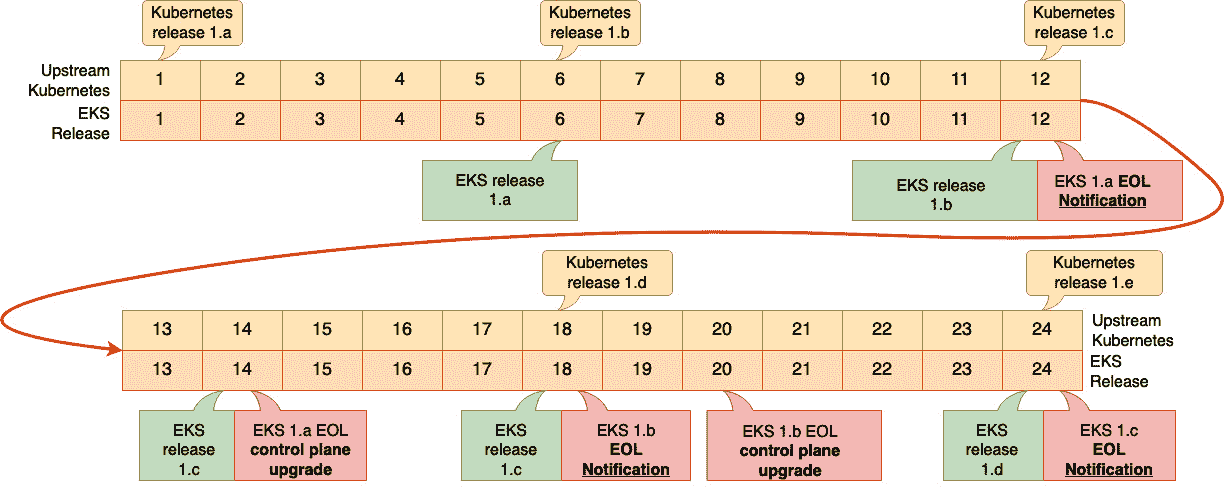 Kubernetes
release 1.a
Kubernetes
release 1.b
Kubernetes
release 1.c
Upstream
Kubernetes
1 2 3 4 5 6 7 8 9 10 11 12
EKS
Release
1 2 3 4 5 6 7 8 9 10 11 12
EKS release
1.a
EKS release
1.b
EKS 1.a EOL
Notification
Kubernetes
release 1.d
Kubernetes
release 1.e
13 14 15 16 17 18 19 20 21 22 23 24
Upstream
Kubernetes
13 14 15 16 17 18 19 20 21 22 23 24
EKS
Release
EKS
release
1.c
EKS 1.a EOL
control plane
upgrade
EKS
release
1.c
EKS 1.b
EOL
Notification
EKS 1.b EOL
control plane
upgrade
EKS
release
1.d
EKS 1.c
EOL
Notification